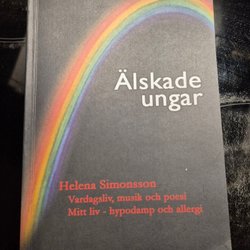 Älskade
ungar
Helena Simonsson
Vardagsliv, musik och poesi
Mitt liv - hypodamp och allergi